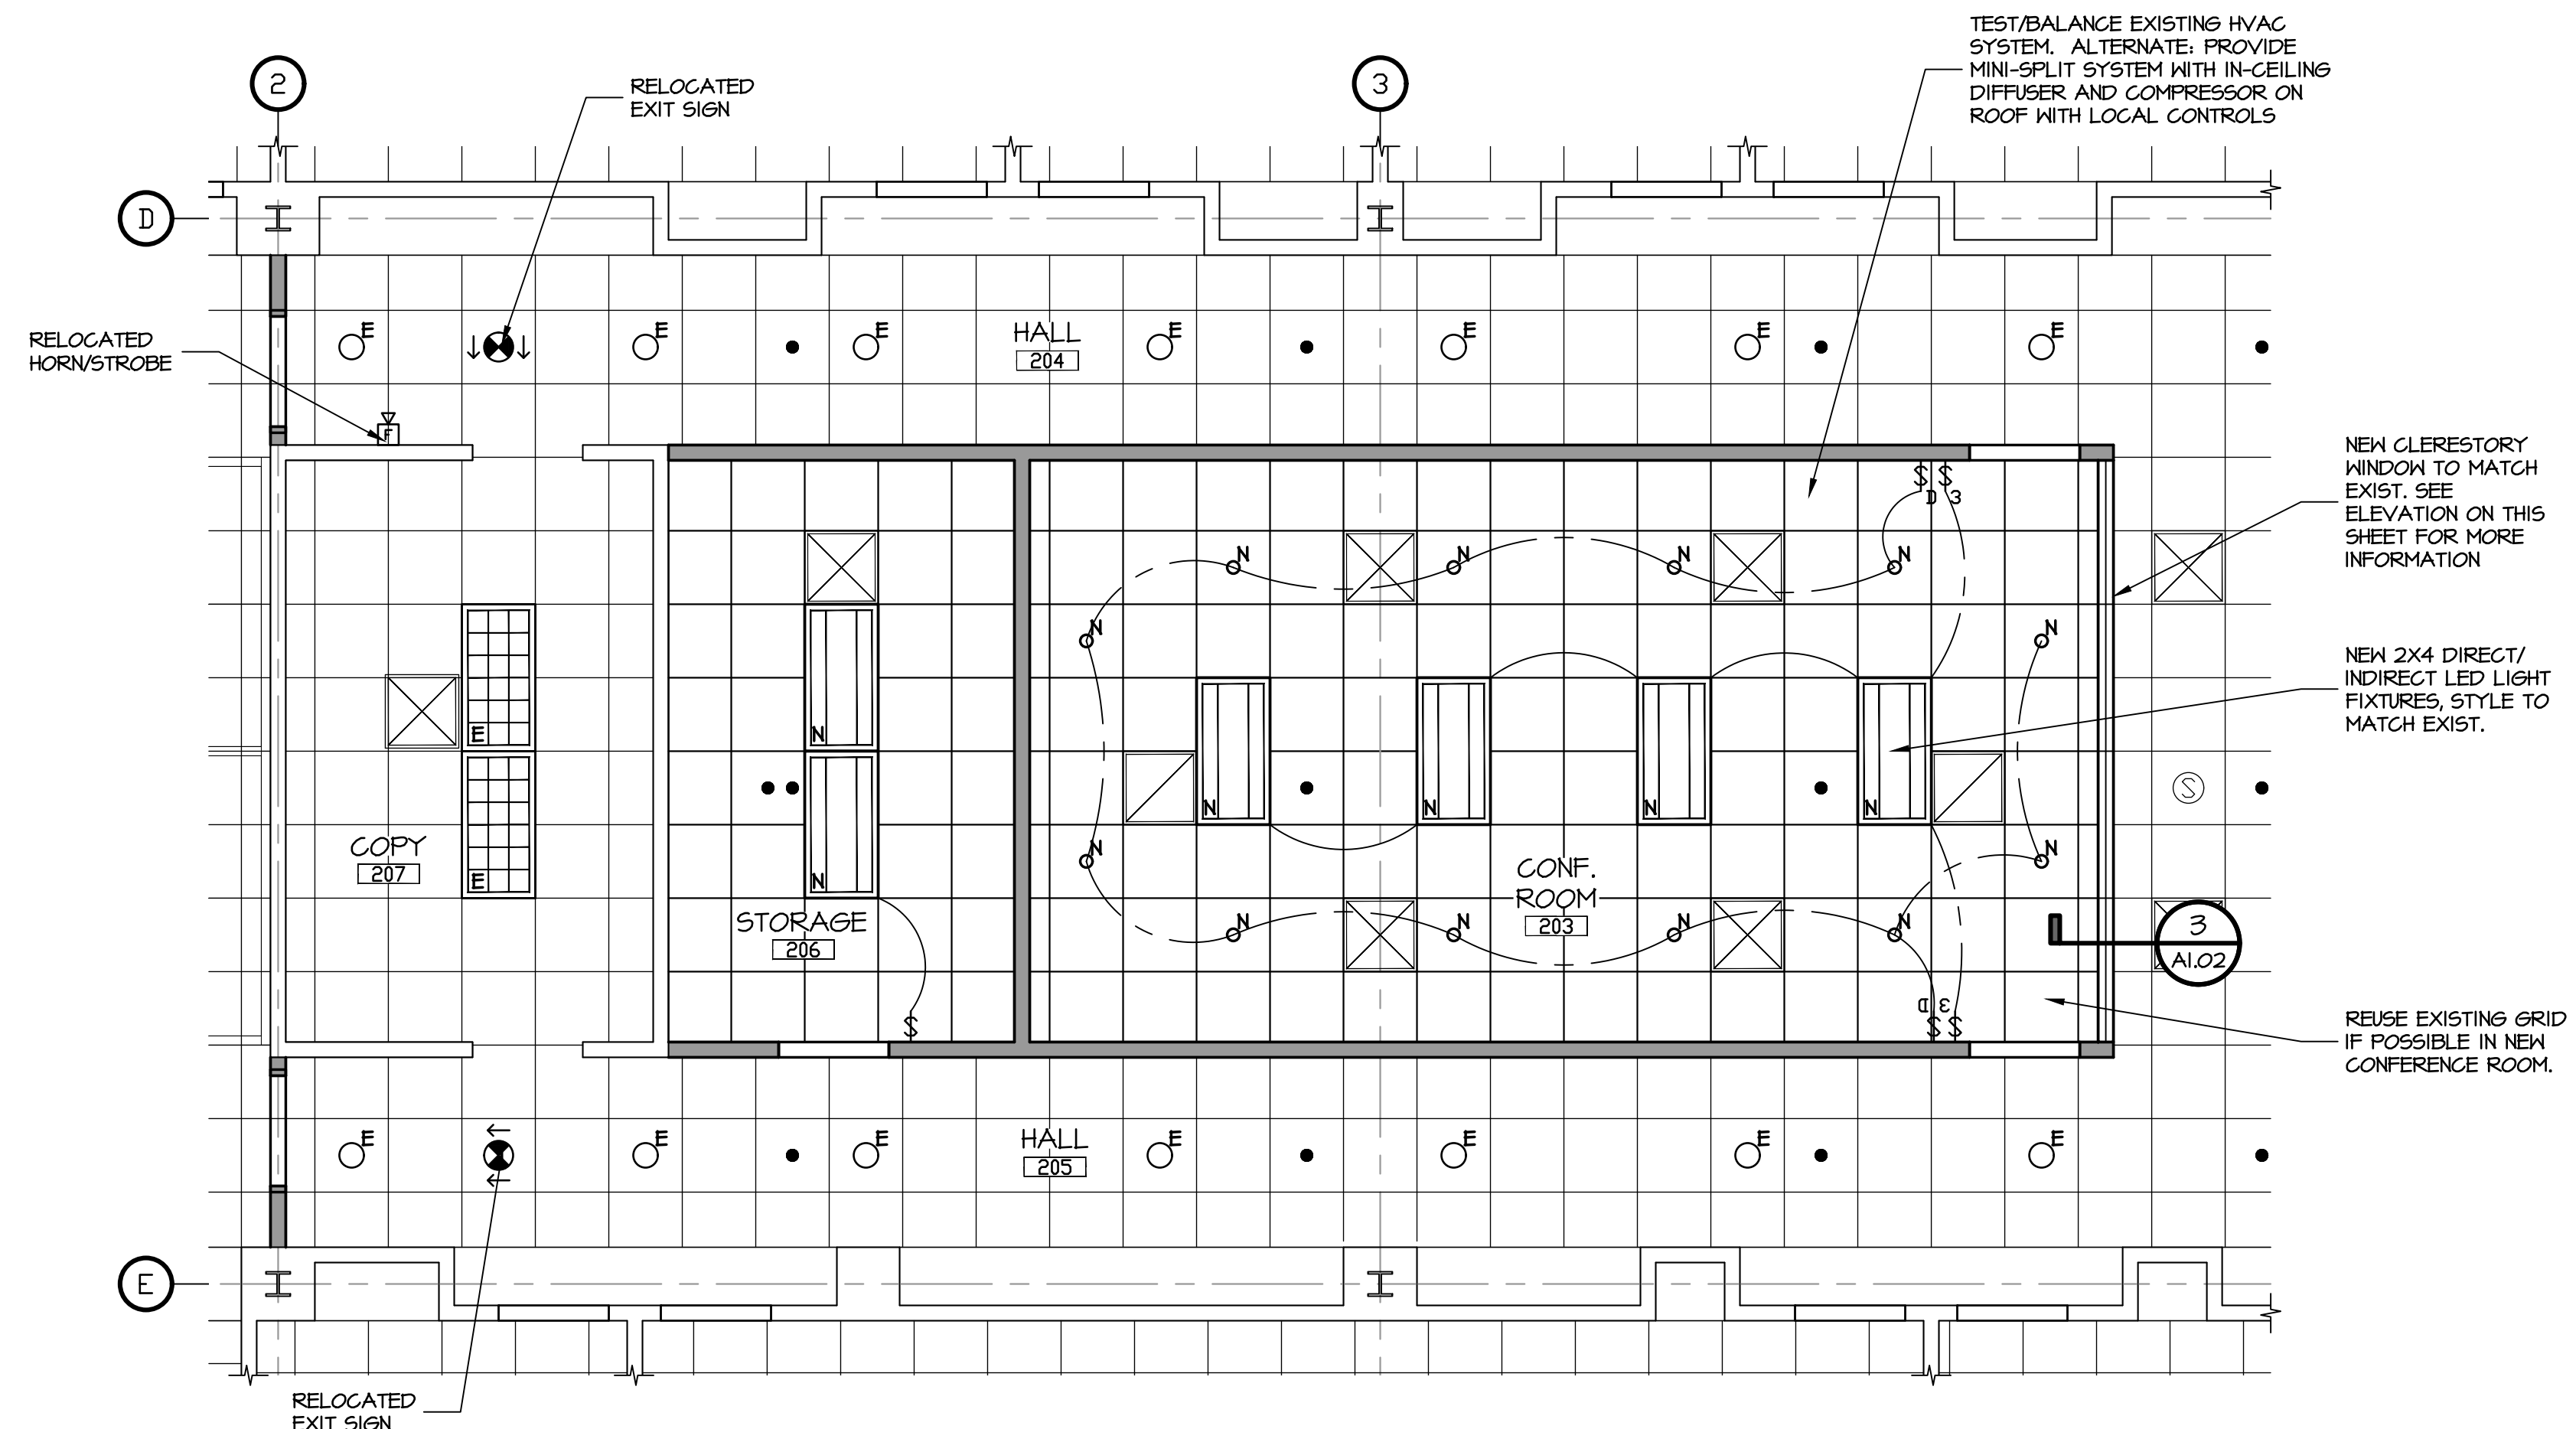 TEST/BALANCE EXISTING HVAC
SYSTEM.  ALTERNATE: PROVIDE
MINI-SPLIT SYSTEM WITH IN-CEILING
DIFFUSER AND COMPRESSOR ON
ROOF WITH LOCAL CONTROLS
2
RELOCATED
EXIT SIGN
3
D
RELOCATED
HORN/STROBE
E
E
E
HALL
204
E
E
E
E
F
NEW CLERESTORY
WINDOW TO MATCH
EXIST. SEE
ELEVATION ON THIS
SHEET FOR MORE
INFORMATION
$ $
D 3
N
N
N
N
N
N
NEW 2X4 DIRECT/
INDIRECT LED LIGHT
FIXTURES, STYLE TO
MATCH EXIST.
E
N
N
N
N
N
S
COPY
207
E
N
N
N
CONF.
ROOM
203
STORAGE
206
N
N
N
N
3
A1.02
$
D 3
$ $
REUSE EXISTING GRID
IF POSSIBLE IN NEW
CONFERENCE ROOM.
E
E
E
HALL
205
E
E
E
E
E
RELOCATED
EXIT SIGN